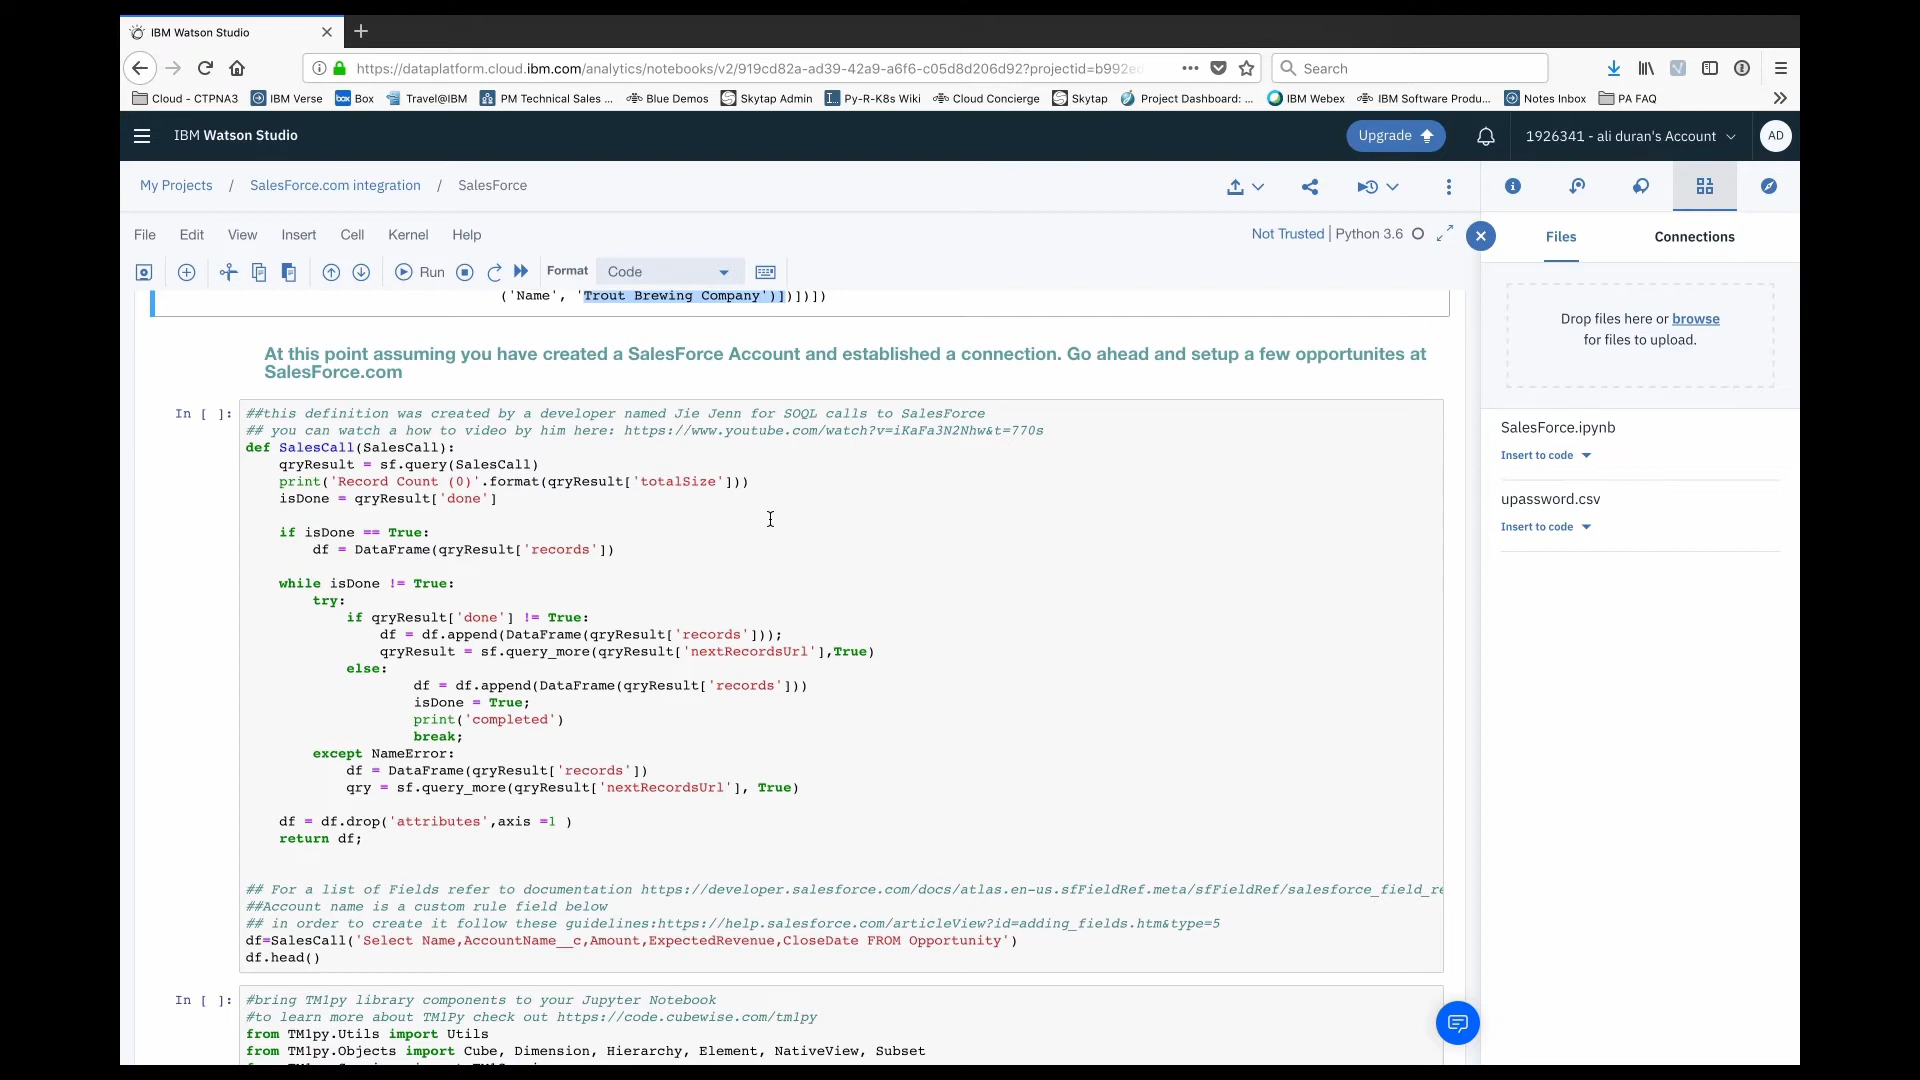 IBM Watson Studio
https://dataplatform.cloud.ibm.com/analytics/notebooks/v2/919cd82a-ad39-42a9-a6f6-c05d8d206d92?projectid=b992e
Search
Cloud - CTPNA3
IBM Verse
box Box
Travel@IBM
PM Technical Sales ...
Blue Demos
Skytap Admin
Py-R-K8s Wiki
Cloud Concierge
Skytap
Project Dashboard: ...
IBM Webex
IBM Software Produ...
Notes Inbox
PA FAQ
IBM Watson Studio
Upgrade
1926341 - ali duran's Account
AD
My Projects / SalesForce.com integration / SalesForce
File Edit View Insert Cell Kernel Help
Not Trusted | Python 3.6
Run
Format
Code
Files
Connections
Drop files here or browse
for files to upload.
SalesForce.ipynb
Insert to code
upassword.csv
Insert to code
('Name', 'Trout Brewing Company')])])])
At this point assuming you have created a SalesForce Account and established a connection. Go ahead and setup a few opportunites at
SalesForce.com
In [ ]:
##this definition was created by a developer named Jie Jenn for SOQL calls to SalesForce
## you can watch a how to video by him here: https://www.youtube.com/watch?v=iKaFa3N2Nhw&t=770s
def SalesCall(SalesCall):
    qryResult = sf.query(SalesCall)
    print('Record Count (0)'.format(qryResult['totalSize']))
    isDone = qryResult['done']
    if isDone == True:
        df = DataFrame(qryResult['records'])
    while isDone != True:
        try:
            if qryResult['done'] != True:
                df = df.append(DataFrame(qryResult['records']));
                qryResult = sf.query_more(qryResult['nextRecordsUrl'],True)
            else:
                    df = df.append(DataFrame(qryResult['records']))
                    isDone = True;
                    print('completed')
                    break;
        except NameError:
            df = DataFrame(qryResult['records'])
            qry = sf.query_more(qryResult['nextRecordsUrl'], True)
    df = df.drop('attributes',axis =1 )
    return df;
## For a list of Fields refer to documentation https://developer.salesforce.com/docs/atlas.en-us.sfFieldRef.meta/sfFieldRef/salesforce_field_re
##Account name is a custom rule field below
## in order to create it follow these guidelines:https://help.salesforce.com/articleView?id=adding_fields.htm&type=5
df=SalesCall('Select Name,AccountName__c,Amount,ExpectedRevenue,CloseDate FROM Opportunity')
df.head()
In [ ]:
#bring TM1py library components to your Jupyter Notebook
#to learn more about TM1Py check out https://code.cubewise.com/tm1py
from TM1py.Utils import Utils
from TM1py.Objects import Cube, Dimension, Hierarchy, Element, NativeView, Subset